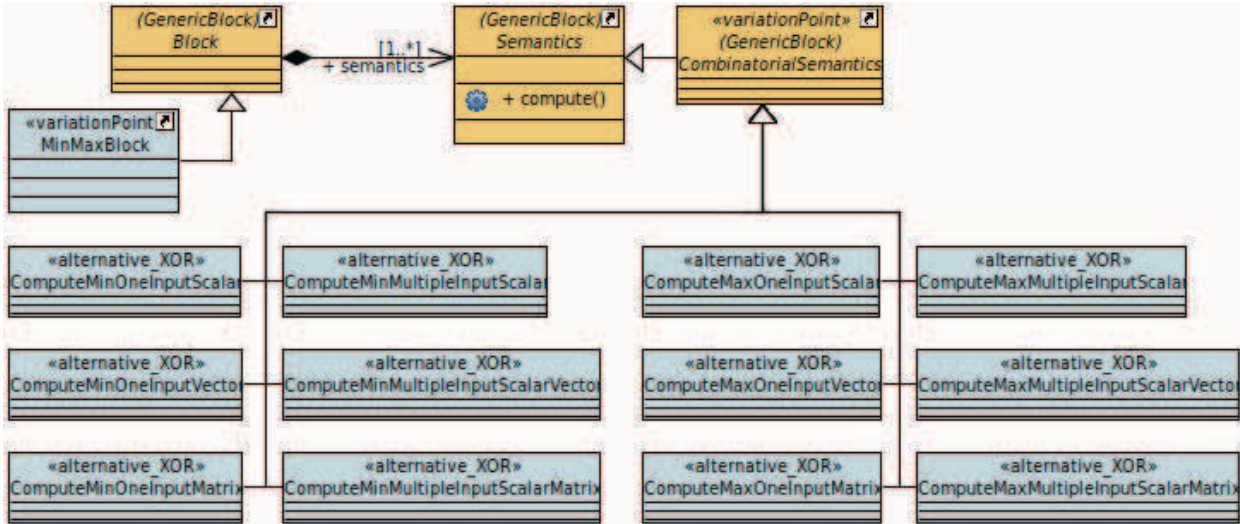 (GenericBlock)
Block
[1..*]
+ semantics
(GenericBlock)
Semantics
+ compute()
«variationPoint»
(GenericBlock)
CombinatorialSemantics
«variationPoint
MinMaxBlock
«alternative_XOR»
ComputeMinOneInputScalar
«alternative_XOR»
ComputeMinMultipleInputScalar
«alternative_XOR»
ComputeMaxOneInputScalar
«alternative_XOR»
ComputeMaxMultipleInputScalar
«alternative_XOR»
ComputeMinOneInputVector
«alternative_XOR»
ComputeMinMultipleInputScalarVector
«alternative_XOR»
ComputeMaxOneInputVector
«alternative_XOR»
ComputeMaxMultipleInputScalarVector
«alternative_XOR»
ComputeMinOneInputMatrix
«alternative_XOR»
ComputeMinMultipleInputScalarMatrix
«alternative_XOR»
ComputeMaxOneInputMatrix
«alternative_XOR»
ComputeMaxMultipleInputScalarMatrix